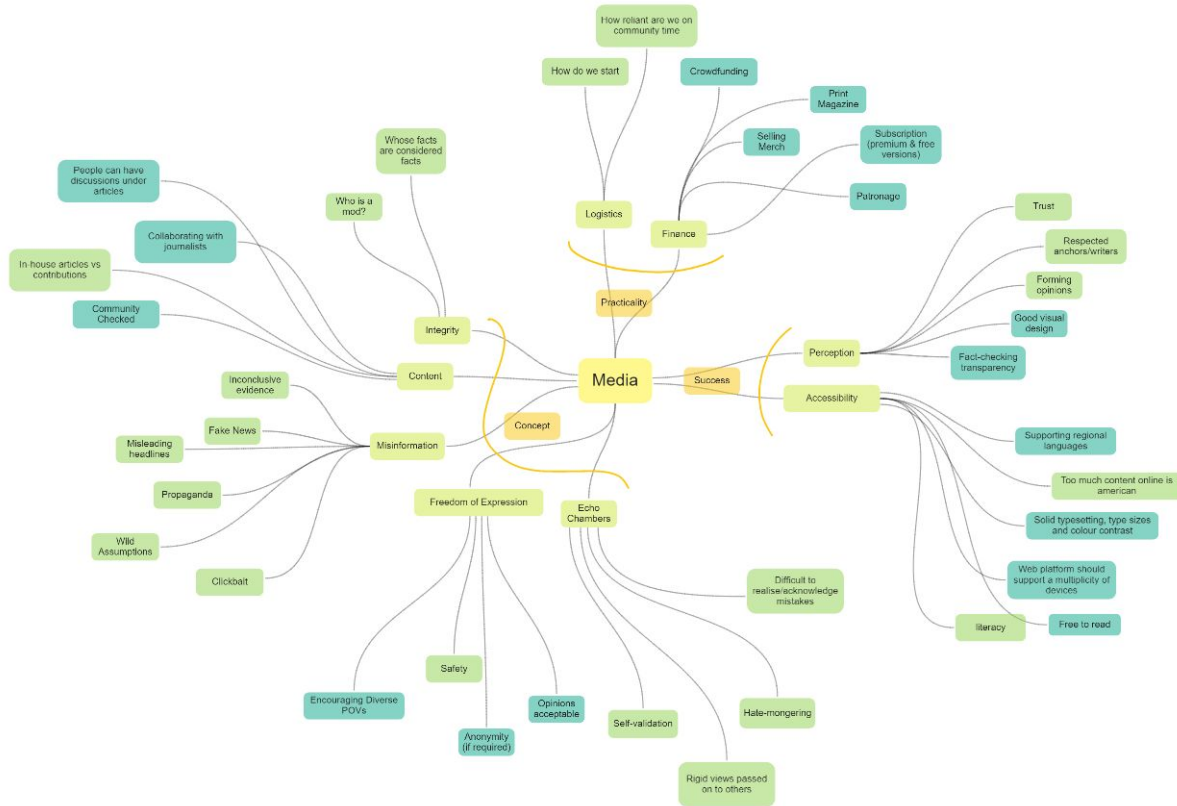 How reliant are we on
community time
How do we start
Crowdfunding
Print
Magazine
Selling
Merch
Subscription
(premium & free
versions)
Patronage
Logistics
Finance
Practicality
Whose facts
are considered
facts
Who is a
mod?
People can have
discussions under
articles
Collaborating with
journalists
In-house articles vs
contributions
Community
Checked
Integrity
Content
Inconclusive
evidence
Fake News
Misleading
headlines
Propaganda
Wild
Assumptions
Clickbait
Misinformation
Concept
Media
Success
Perception
Trust
Respected
anchors/writers
Forming
opinions
Good visual
design
Fact-checking
transparency
Accessibility
Supporting regional
languages
Too much content online is
american
Solid typesetting, type sizes
and colour contrast
Web platform should
support a multiplicity of
devices
literacy
Free to read
Freedom of Expression
Encouraging Diverse
POVs
Safety
Anonymity
(if required)
Opinions
acceptable
Echo
Chambers
Self-validation
Rigid views passed
on to others
Hate-mongering
Difficult to
realise/acknowledge
mistakes